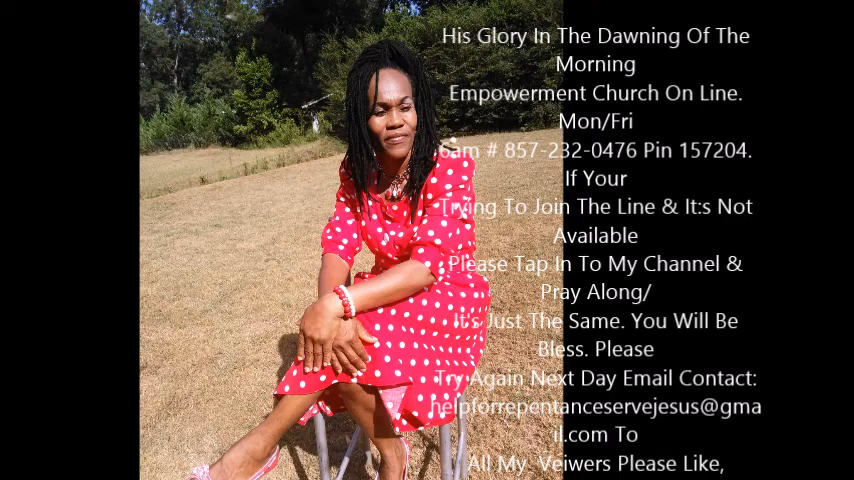 His Glory In The Dawning Of The
Morning
Empowerment Church On Line.
Mon/Fri
6am # 857-232-0476 Pin 157204.
If Your
Trying To Join The Line & It:s Not
Available
Please Tap In To My Channel &
Pray Along/
It's Just The Same. You Will Be
Bless. Please
Try Again Next Day Email Contact:
helpforrepentanceservejesus@gma
il.com To
All My Veiwers Please Like,